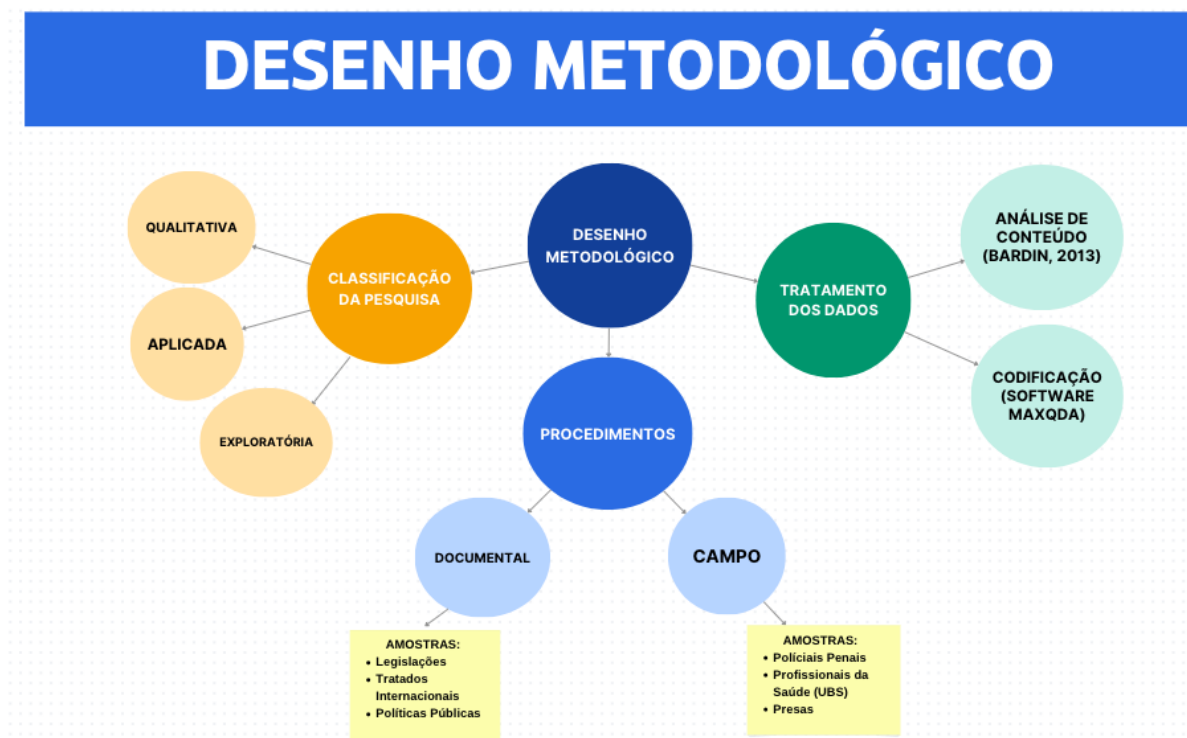 DESENHO METODOLÓGICO
DESENHO
METODOLÓGICO
CLASSIFICAÇÃO
DA PESQUISA
QUALITATIVA
APLICADA
EXPLORATÓRIA
PROCEDIMENTOS
DOCUMENTAL
AMOSTRAS:
• Legislações
• Tratados
Internacionais
• Políticas Públicas
CAMPO
AMOSTRAS:
• Políciais Penais
• Profissionais da
Saúde (UBS)
• Presas
TRATAMENTO
DOS DADOS
ANÁLISE DE
CONTEÚDO
(BARDIN, 2013)
CODIFICAÇÃO
(SOFTWARE
MAXQDA)